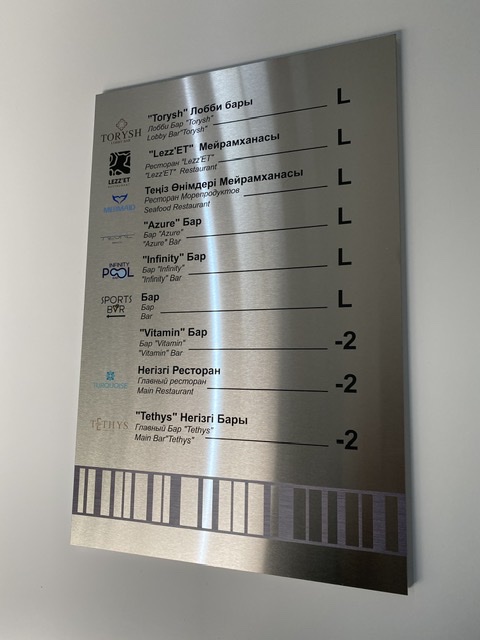 TORYSH
"Torysh" Лобби бары
Лобби Бар "Torysh"
Lobby Bar"Torysh"
L
LEZZ'ET
"Lezz'ET" Мейрамханасы
Ресторан "Lezz'ET"
"Lezz'ET" Restaurant
L
MERMAID
Теңіз Өнімдері Мейрамханасы
Ресторан Морепродуктов
Seafood Restaurant
L
"Azure" Бар
Бар "Azure"
"Azure" Bar
L
INFINITY
POOL
"Infinity" Бар
Бар "Infinity"
"Infinity" Bar
L
SPORTS
BAR
Бар
Бар
Bar
L
"Vitamin" Бар
Бар "Vitamin"
"Vitamin" Bar
-2
TURQUOISE
Негізгі Ресторан
Главный ресторан
Main Restaurant
-2
TETHYS
"Tethys" Негізгі Бары
Главный Бар "Tethys"
Main Bar"Tethys"
-2